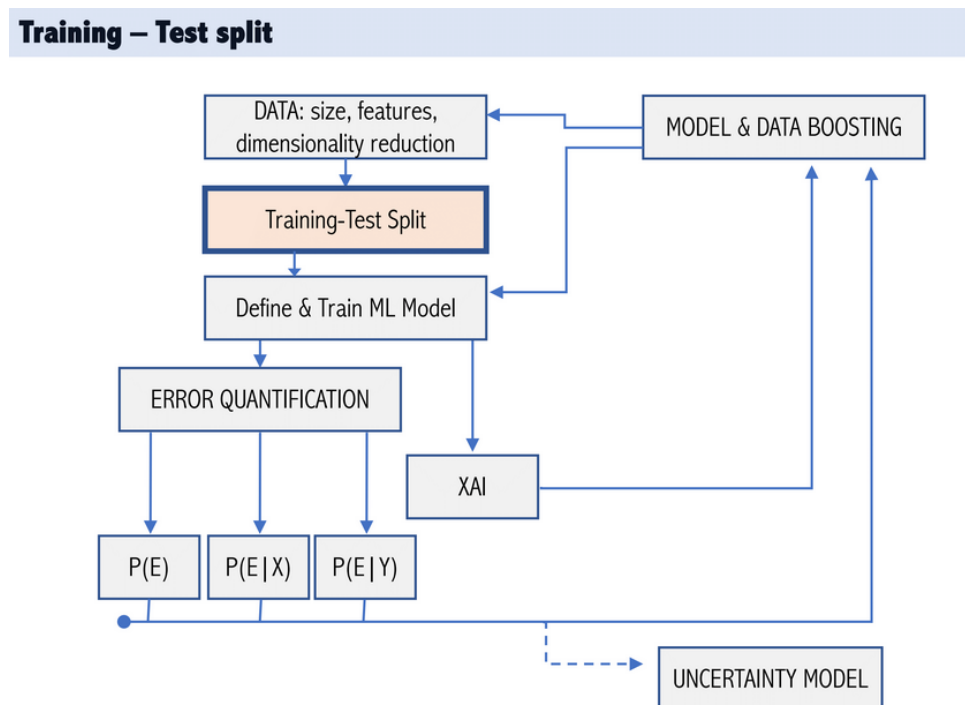 Training – Test split
DATA: size, features,
dimensionality reduction
MODEL & DATA BOOSTING
Training-Test Split
Define & Train ML Model
ERROR QUANTIFICATION
XAI
P(E)
P(E|X)
P(E|Y)
UNCERTAINTY MODEL